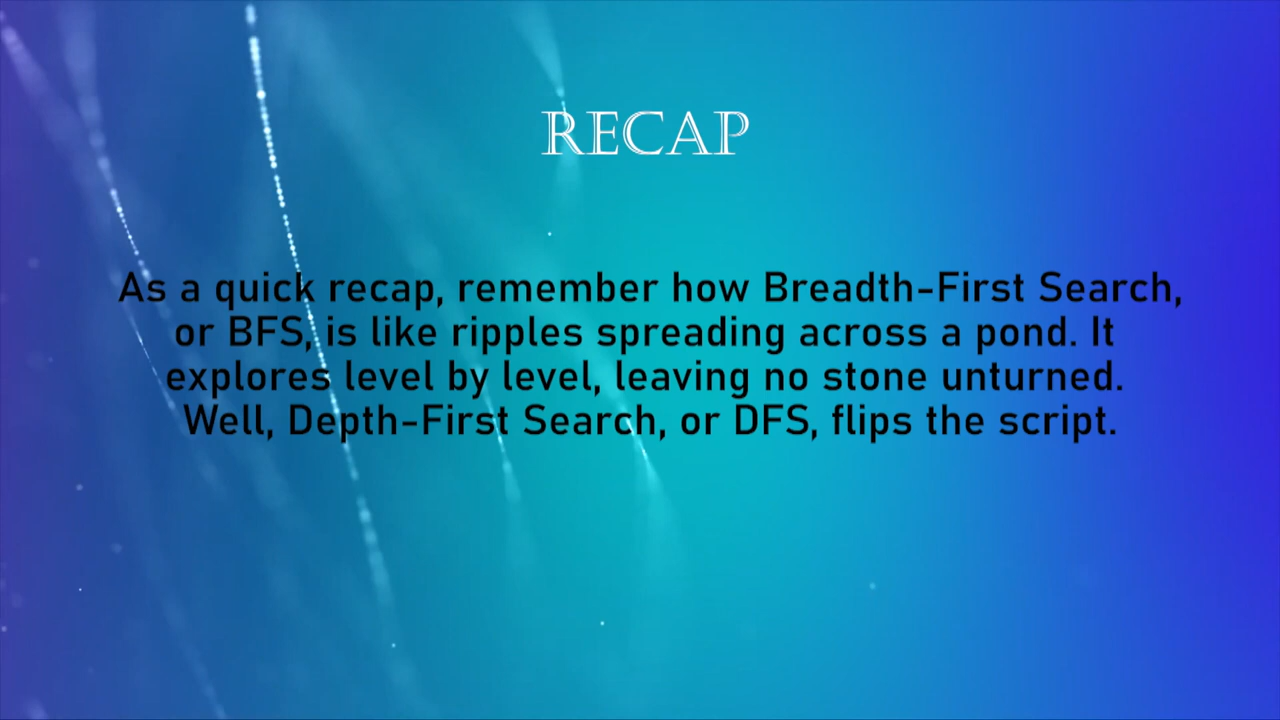 RECAP
As a quick recap, remember how Breadth-First Search,
or BFS, is like ripples spreading across a pond. It
explores level by level, leaving no stone unturned.
Well, Depth-First Search, or DFS, flips the script.